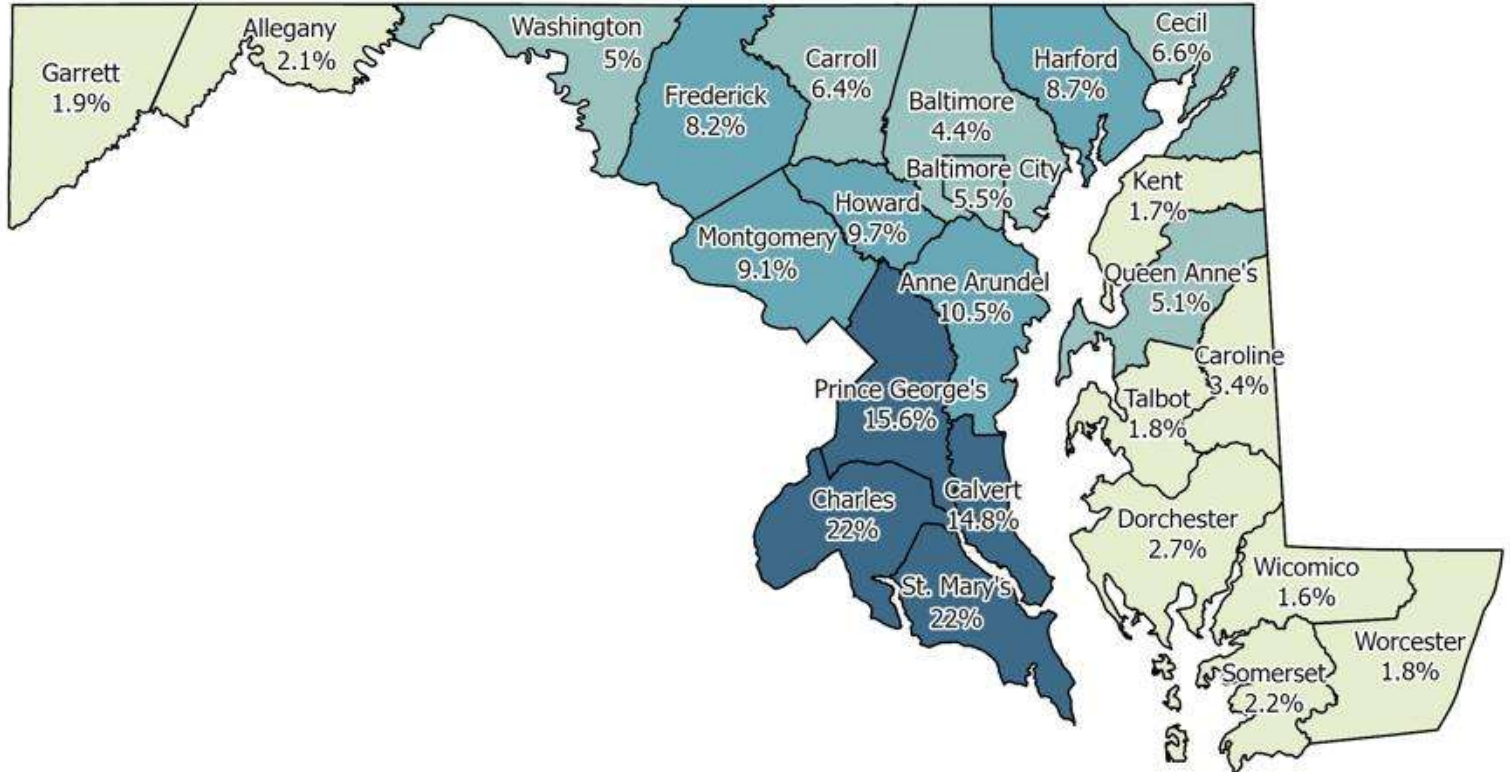 Garrett
1.9%
Allegany
2.1%
Washington
5%
Frederick
8.2%
Carroll
6.4%
Baltimore
4.4%
Baltimore City
5.5%
Harford
8.7%
Cecil
6.6%
Howard
9.7%
Montgomery
9.1%
Anne Arundel
10.5%
Kent
1.7%
Queen Anne's
5.1%
Caroline
3.4%
Talbot
1.8%
Prince George's
15.6%
Charles
22%
Calvert
14.8%
St. Mary's
22%
Dorchester
2.7%
Wicomico
1.6%
Worcester
1.8%
Somerset
2.2%